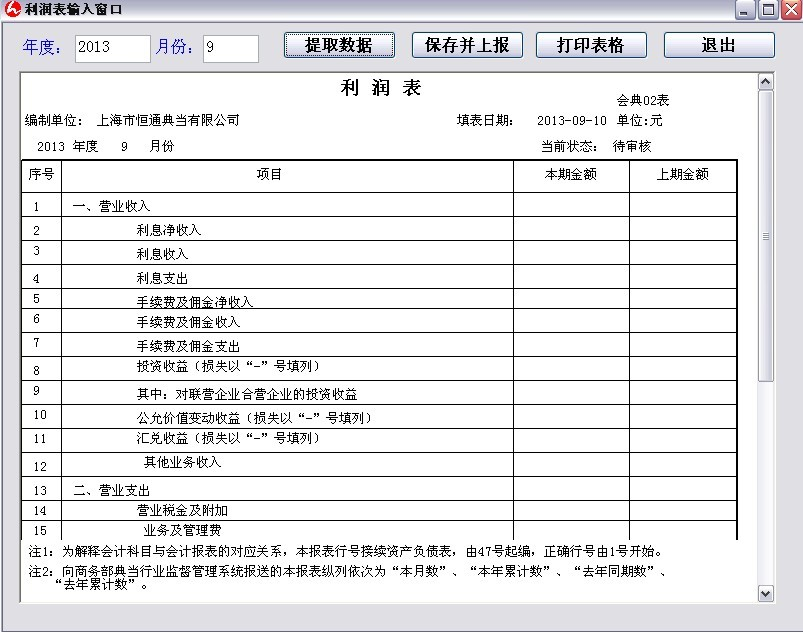 利润表输入窗口
年度： 2013 月份： 9 提取数据 保存并上报 打印表格 退出
利 润 表
会典02表
编制单位： 上海市恒通典当有限公司 填表日期： 2013-09-10 单位:元
2013 年度 9 月份 当前状态： 待审核
序号 项目 本期金额 上期金额
1 一、营业收入
2 利息净收入
3 利息收入
4 利息支出
5 手续费及佣金净收入
6 手续费及佣金收入
7 手续费及佣金支出
8 投资收益（损失以“-”号填列）
9 其中：对联营企业合营企业的投资收益
10 公允价值变动收益（损失以“-”号填列）
11 汇兑收益（损失以“-”号填列）
12 其他业务收入
13 二、营业支出
14 营业税金及附加
15 业务及管理费
注1：为解释会计科目与会计报表的对应关系，本报表行号接续资产负债表，由47号起编，正确行号由1号开始。
注2：向商务部典当行业监督管理系统报送的本报表纵列依次为“本月数”、“本年累计数”、“去年同期数”、
“去年累计数”。